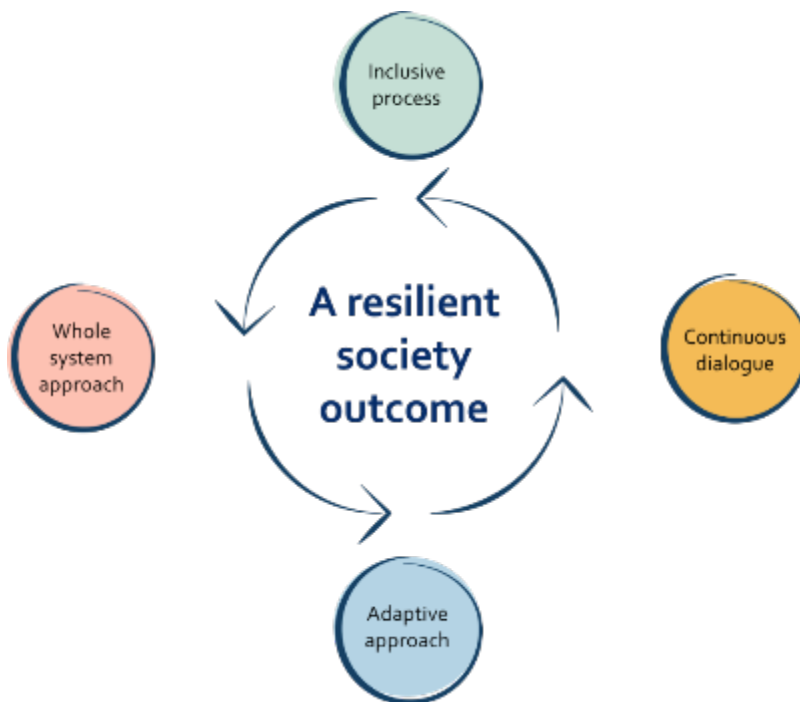 Inclusive
process
A resilient
society
outcome
Whole
system
approach
Continuous
dialogue
Adaptive
approach